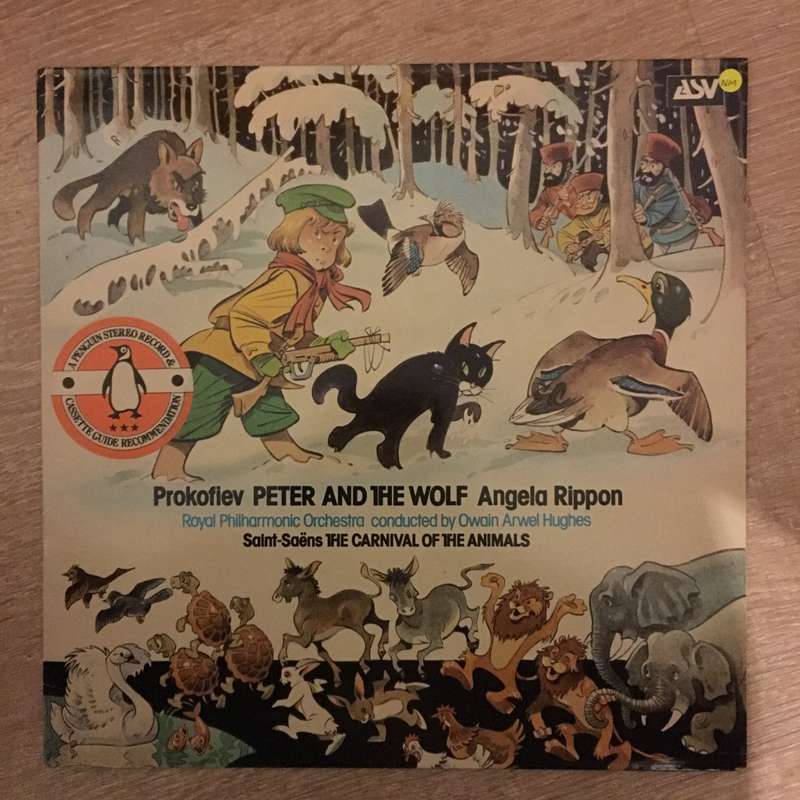 ASV
NM
A PENGUIN STEREO RECORD &
CASSETTE GUIDE RECOMMENDATION
Prokofiev PETER AND THE WOLF Angela Rippon
Royal Philharmonic Orchestra conducted by Owain Arwel Hughes
Saint-Saëns THE CARNIVAL OF THE ANIMALS